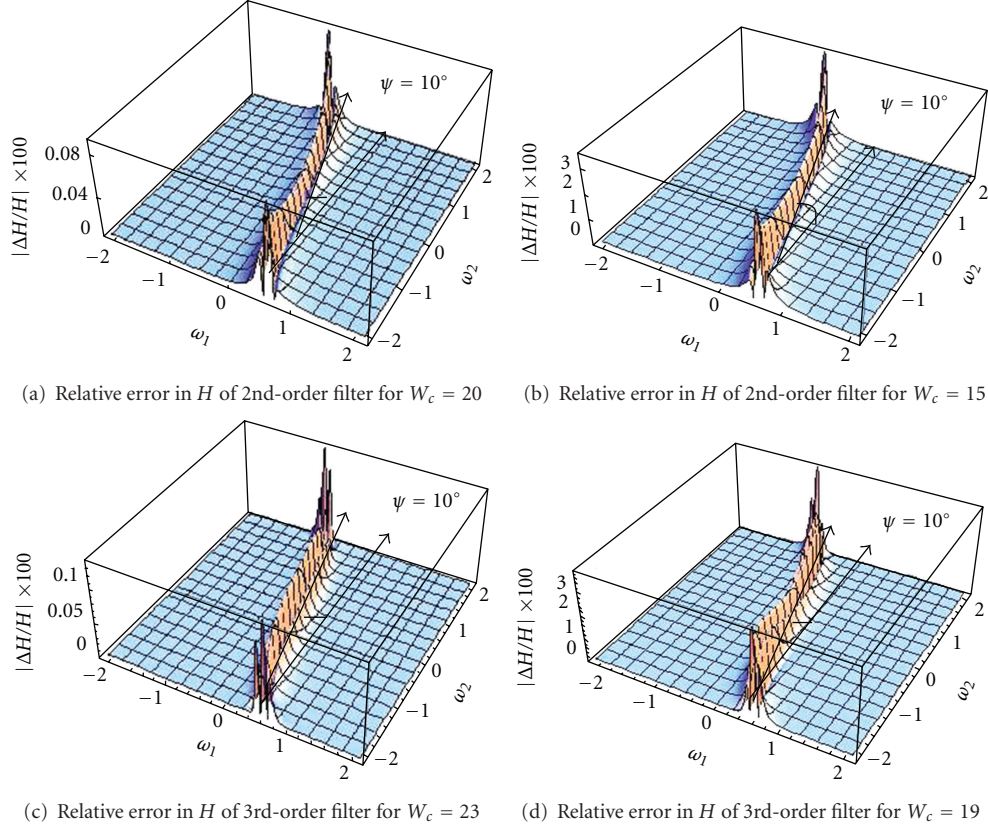 ψ = 10°
|ΔH/H| ×100
0.08
0.04
0
−2
−1
0
1
2
ω1
−2
−1
0
1
2
ω2
(a) Relative error in H of 2nd-order filter for Wc = 20
ψ = 10°
|ΔH/H| ×100
3
2
1
0
−2
−1
0
1
2
ω1
−2
−1
0
1
2
ω2
(b) Relative error in H of 2nd-order filter for Wc = 15
ψ = 10°
|ΔH/H| ×100
0.1
0.05
0
−2
−1
0
1
2
ω1
−2
−1
0
1
2
ω2
(c) Relative error in H of 3rd-order filter for Wc = 23
ψ = 10°
|ΔH/H| ×100
3
2
1
0
−2
−1
0
1
2
ω1
−2
−1
0
1
2
ω2
(d) Relative error in H of 3rd-order filter for Wc = 19